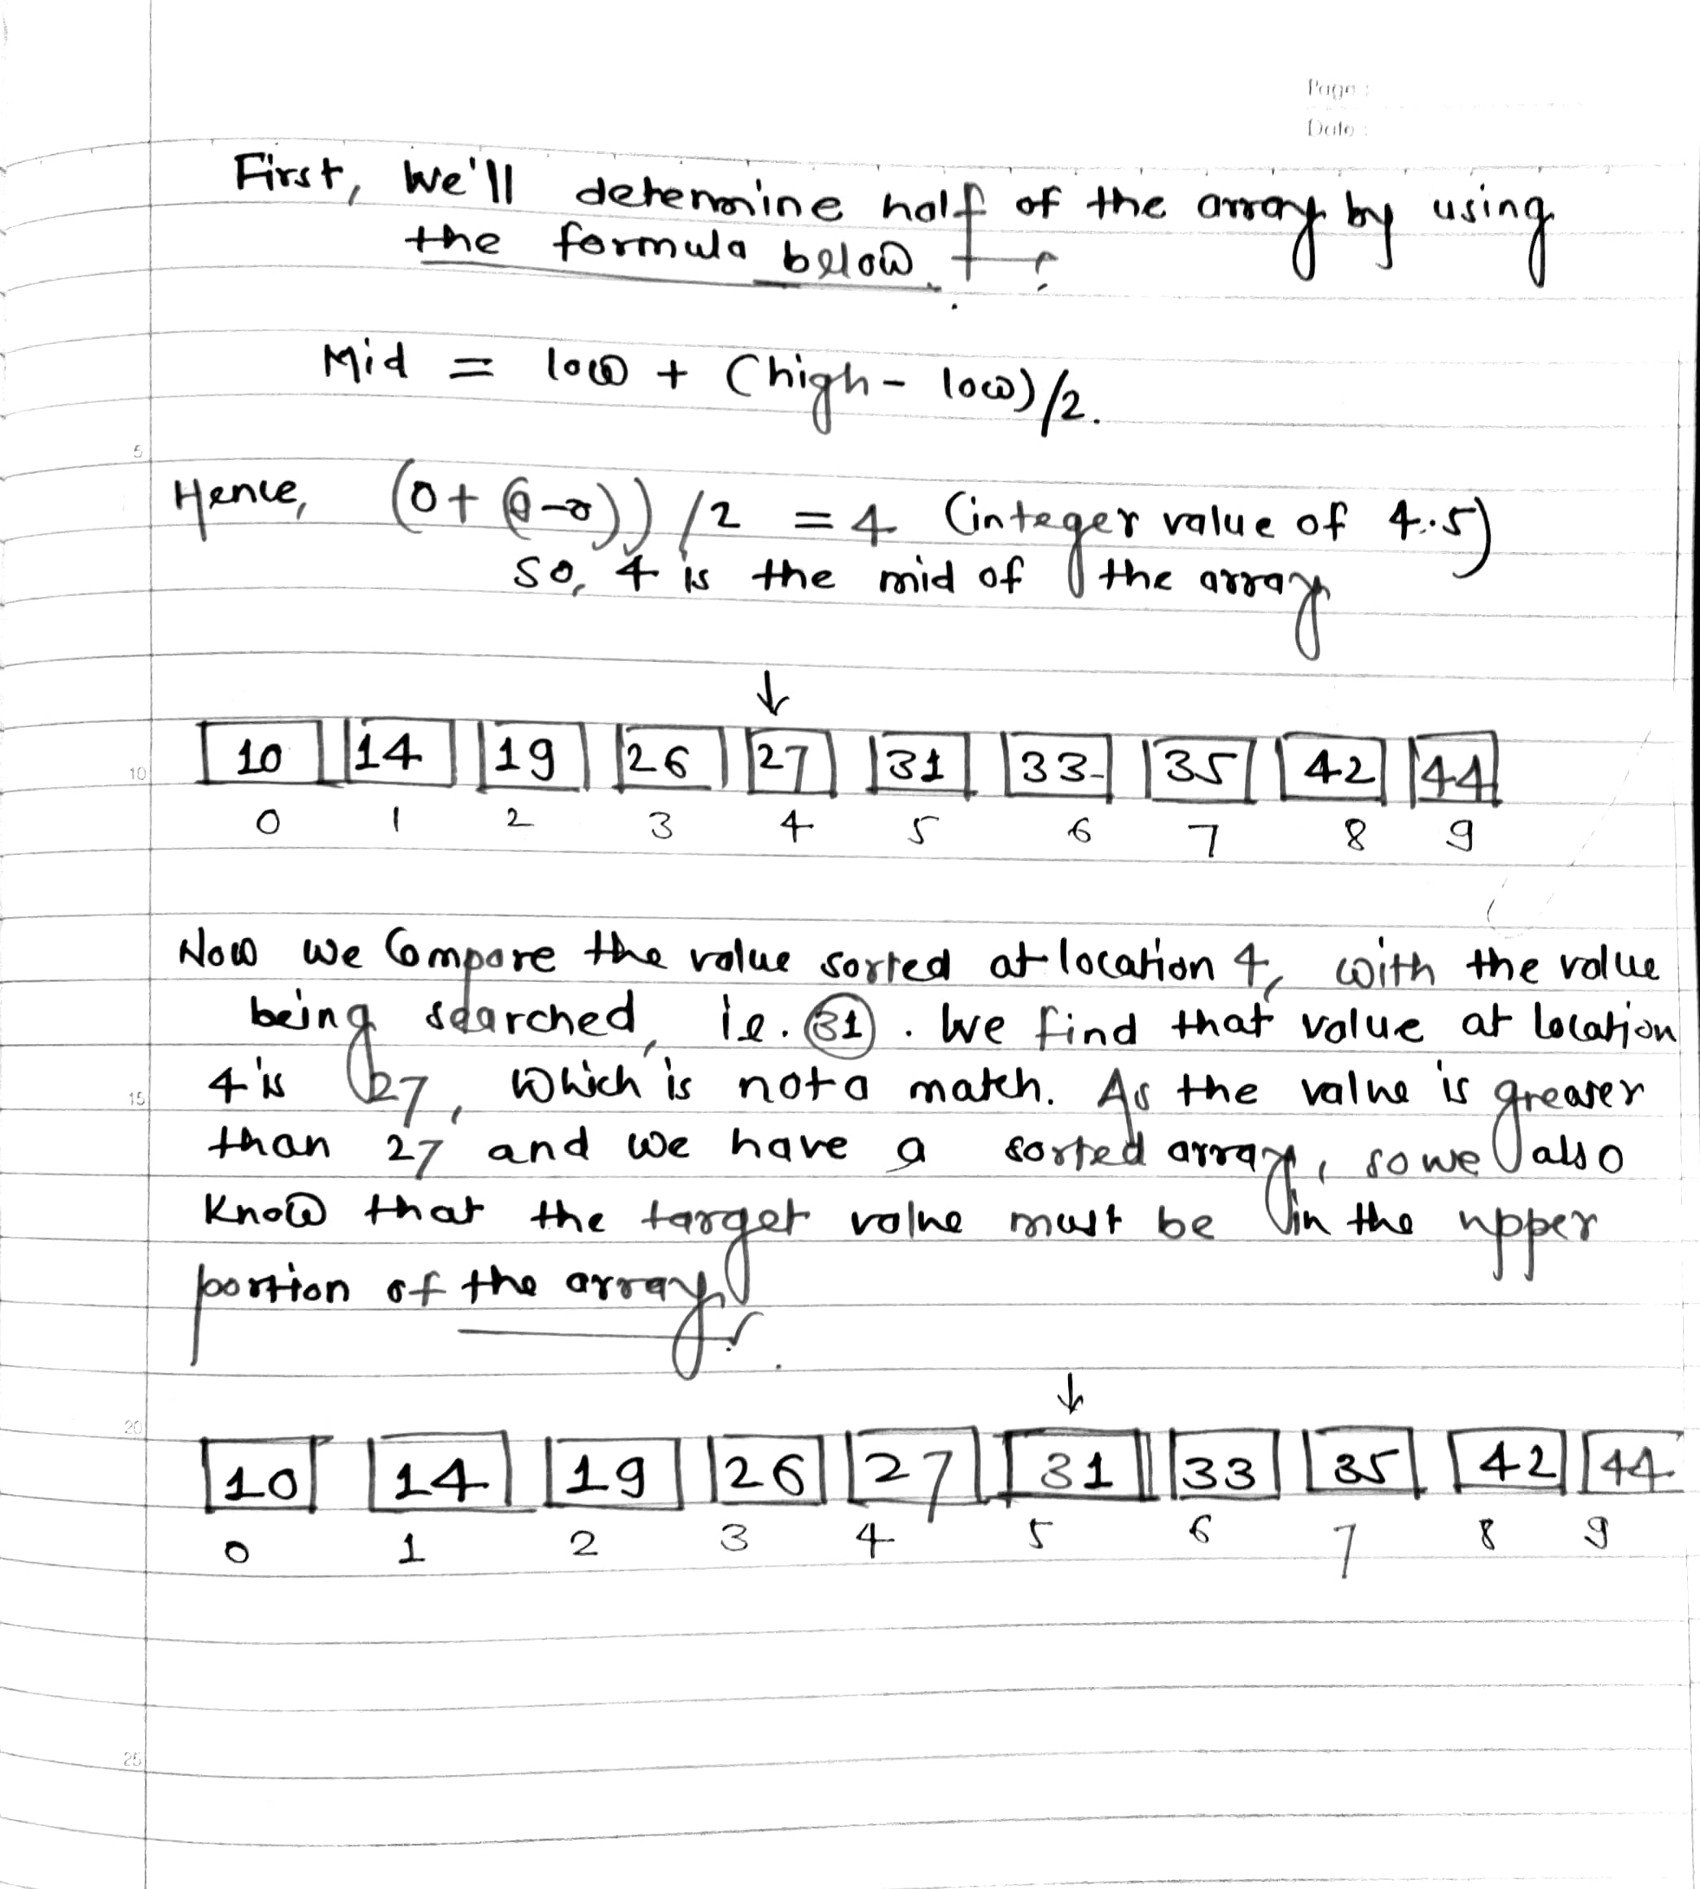 Page :
Date :
First, We'll determine half of the array by using
the formula below
Mid = low + (high - low)/2.
5
Hence, (0+(9-0))/2 = 4 (integer value of 4.5)
So, 4 is the mid of the array
10 14 19 26 27 31 33 35 42 44
10
0 1 2 3 4 5 6 7 8 9
Now we Compare the value sorted at location 4, with the value
being searched, ie. 31. We find that value at location
15
4 is 27, which is not a match. As the value is greater
than 27 and we have a sorted array, so we also
know that the target value must be in the upper
portion of the array.
20
10 14 19 26 27 31 33 35 42 44
0 1 2 3 4 5 6 7 8 9
25